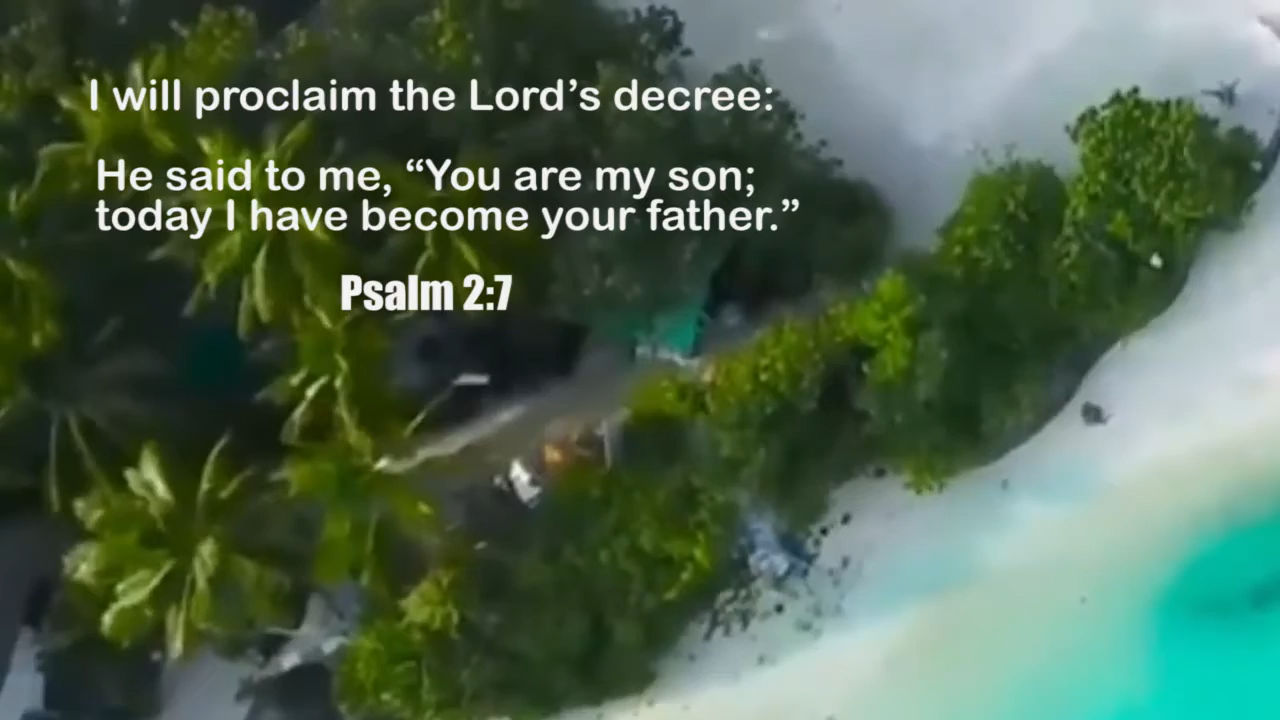 I will proclaim the Lord’s decree:
He said to me, “You are my son;
today I have become your father.”
Psalm 2:7